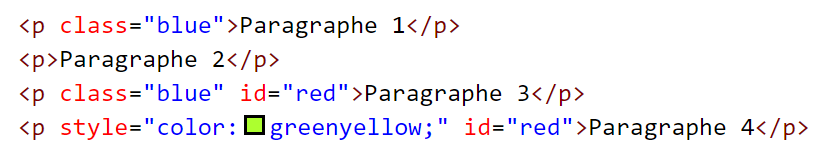 <p class="blue">Paragraphe 1</p>
<p>Paragraphe 2</p>
<p class="blue" id="red">Paragraphe 3</p>
<p style="color:greenyellow;" id="red">Paragraphe 4</p>